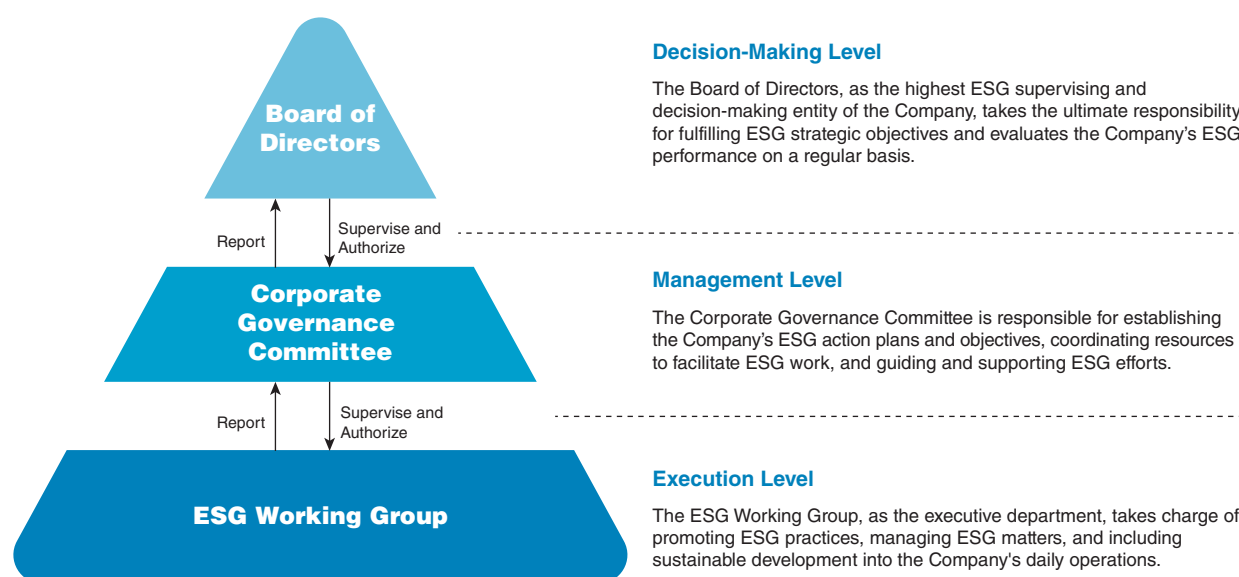 Board of
Directors
Decision-Making Level
The Board of Directors, as the highest ESG supervising and
decision-making entity of the Company, takes the ultimate responsibility
for fulfilling ESG strategic objectives and evaluates the Company’s ESG
performance on a regular basis.
Report
Supervise and
Authorize
Corporate
Governance
Committee
Management Level
The Corporate Governance Committee is responsible for establishing
the Company’s ESG action plans and objectives, coordinating resources
to facilitate ESG work, and guiding and supporting ESG efforts.
Report
Supervise and
Authorize
ESG Working Group
Execution Level
The ESG Working Group, as the executive department, takes charge of
promoting ESG practices, managing ESG matters, and including
sustainable development into the Company's daily operations.